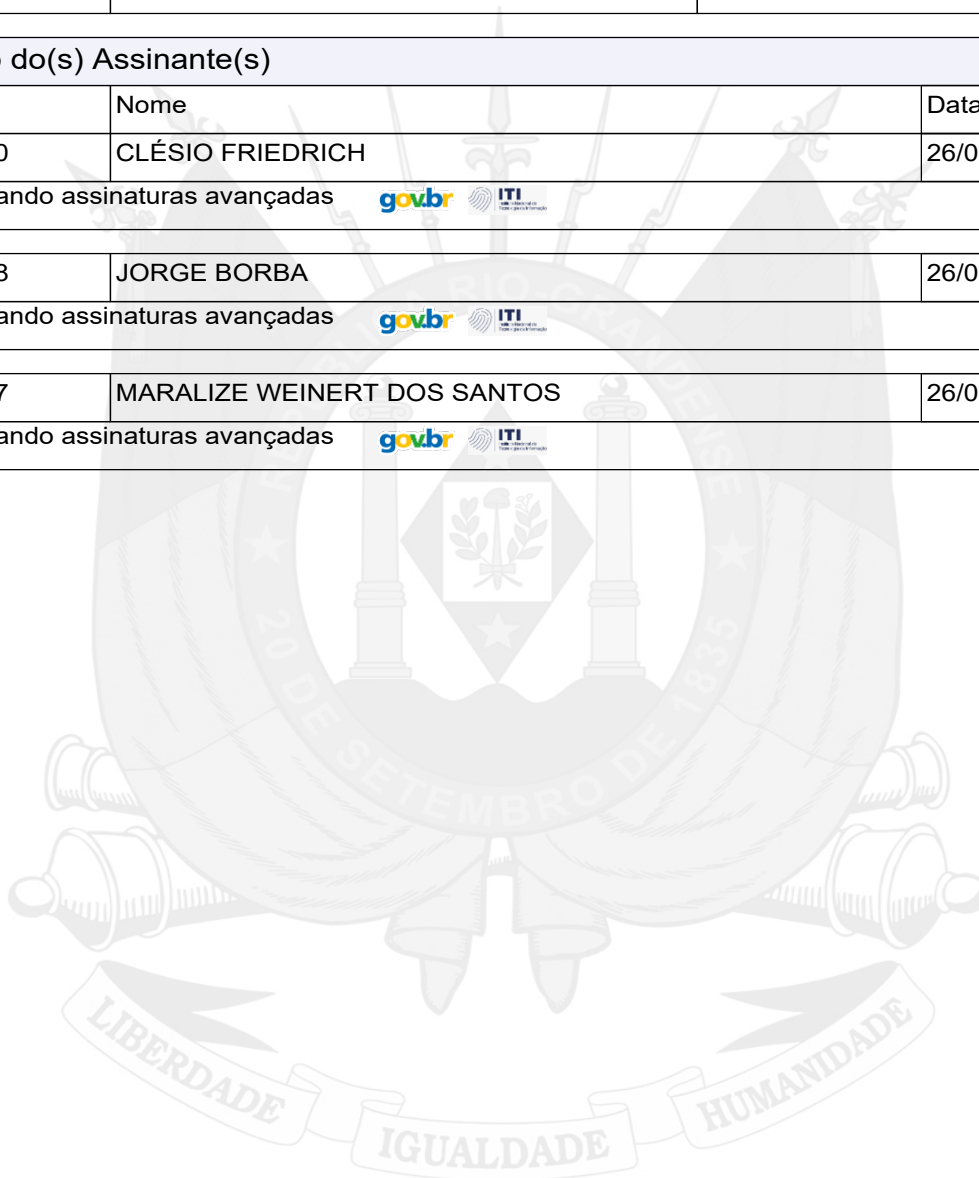 do(s) Assinante(s)
Nome Data
0 CLÉSIO FRIEDRICH 26/0
ando assinaturas avançadas gov.br ITI
3 JORGE BORBA 26/0
ando assinaturas avançadas gov.br ITI
7 MARALIZE WEINERT DOS SANTOS 26/0
ando assinaturas avançadas gov.br ITI
REPÚBLICA RIO-GRANDENSE
20 DE SETEMBRO DE 1835
LIBERDADE IGUALDADE HUMANIDADE